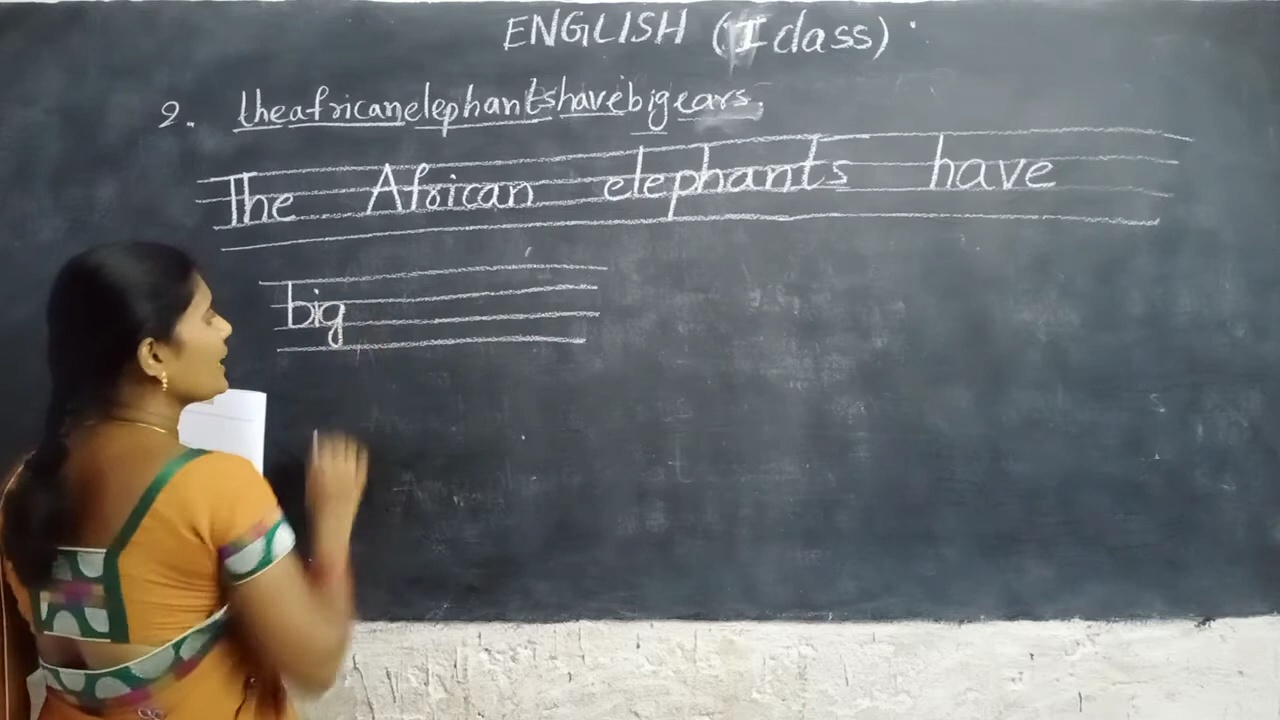 ENGLISH (I class)
2. theafricanelephantshavebigears.
The African elephants have
big